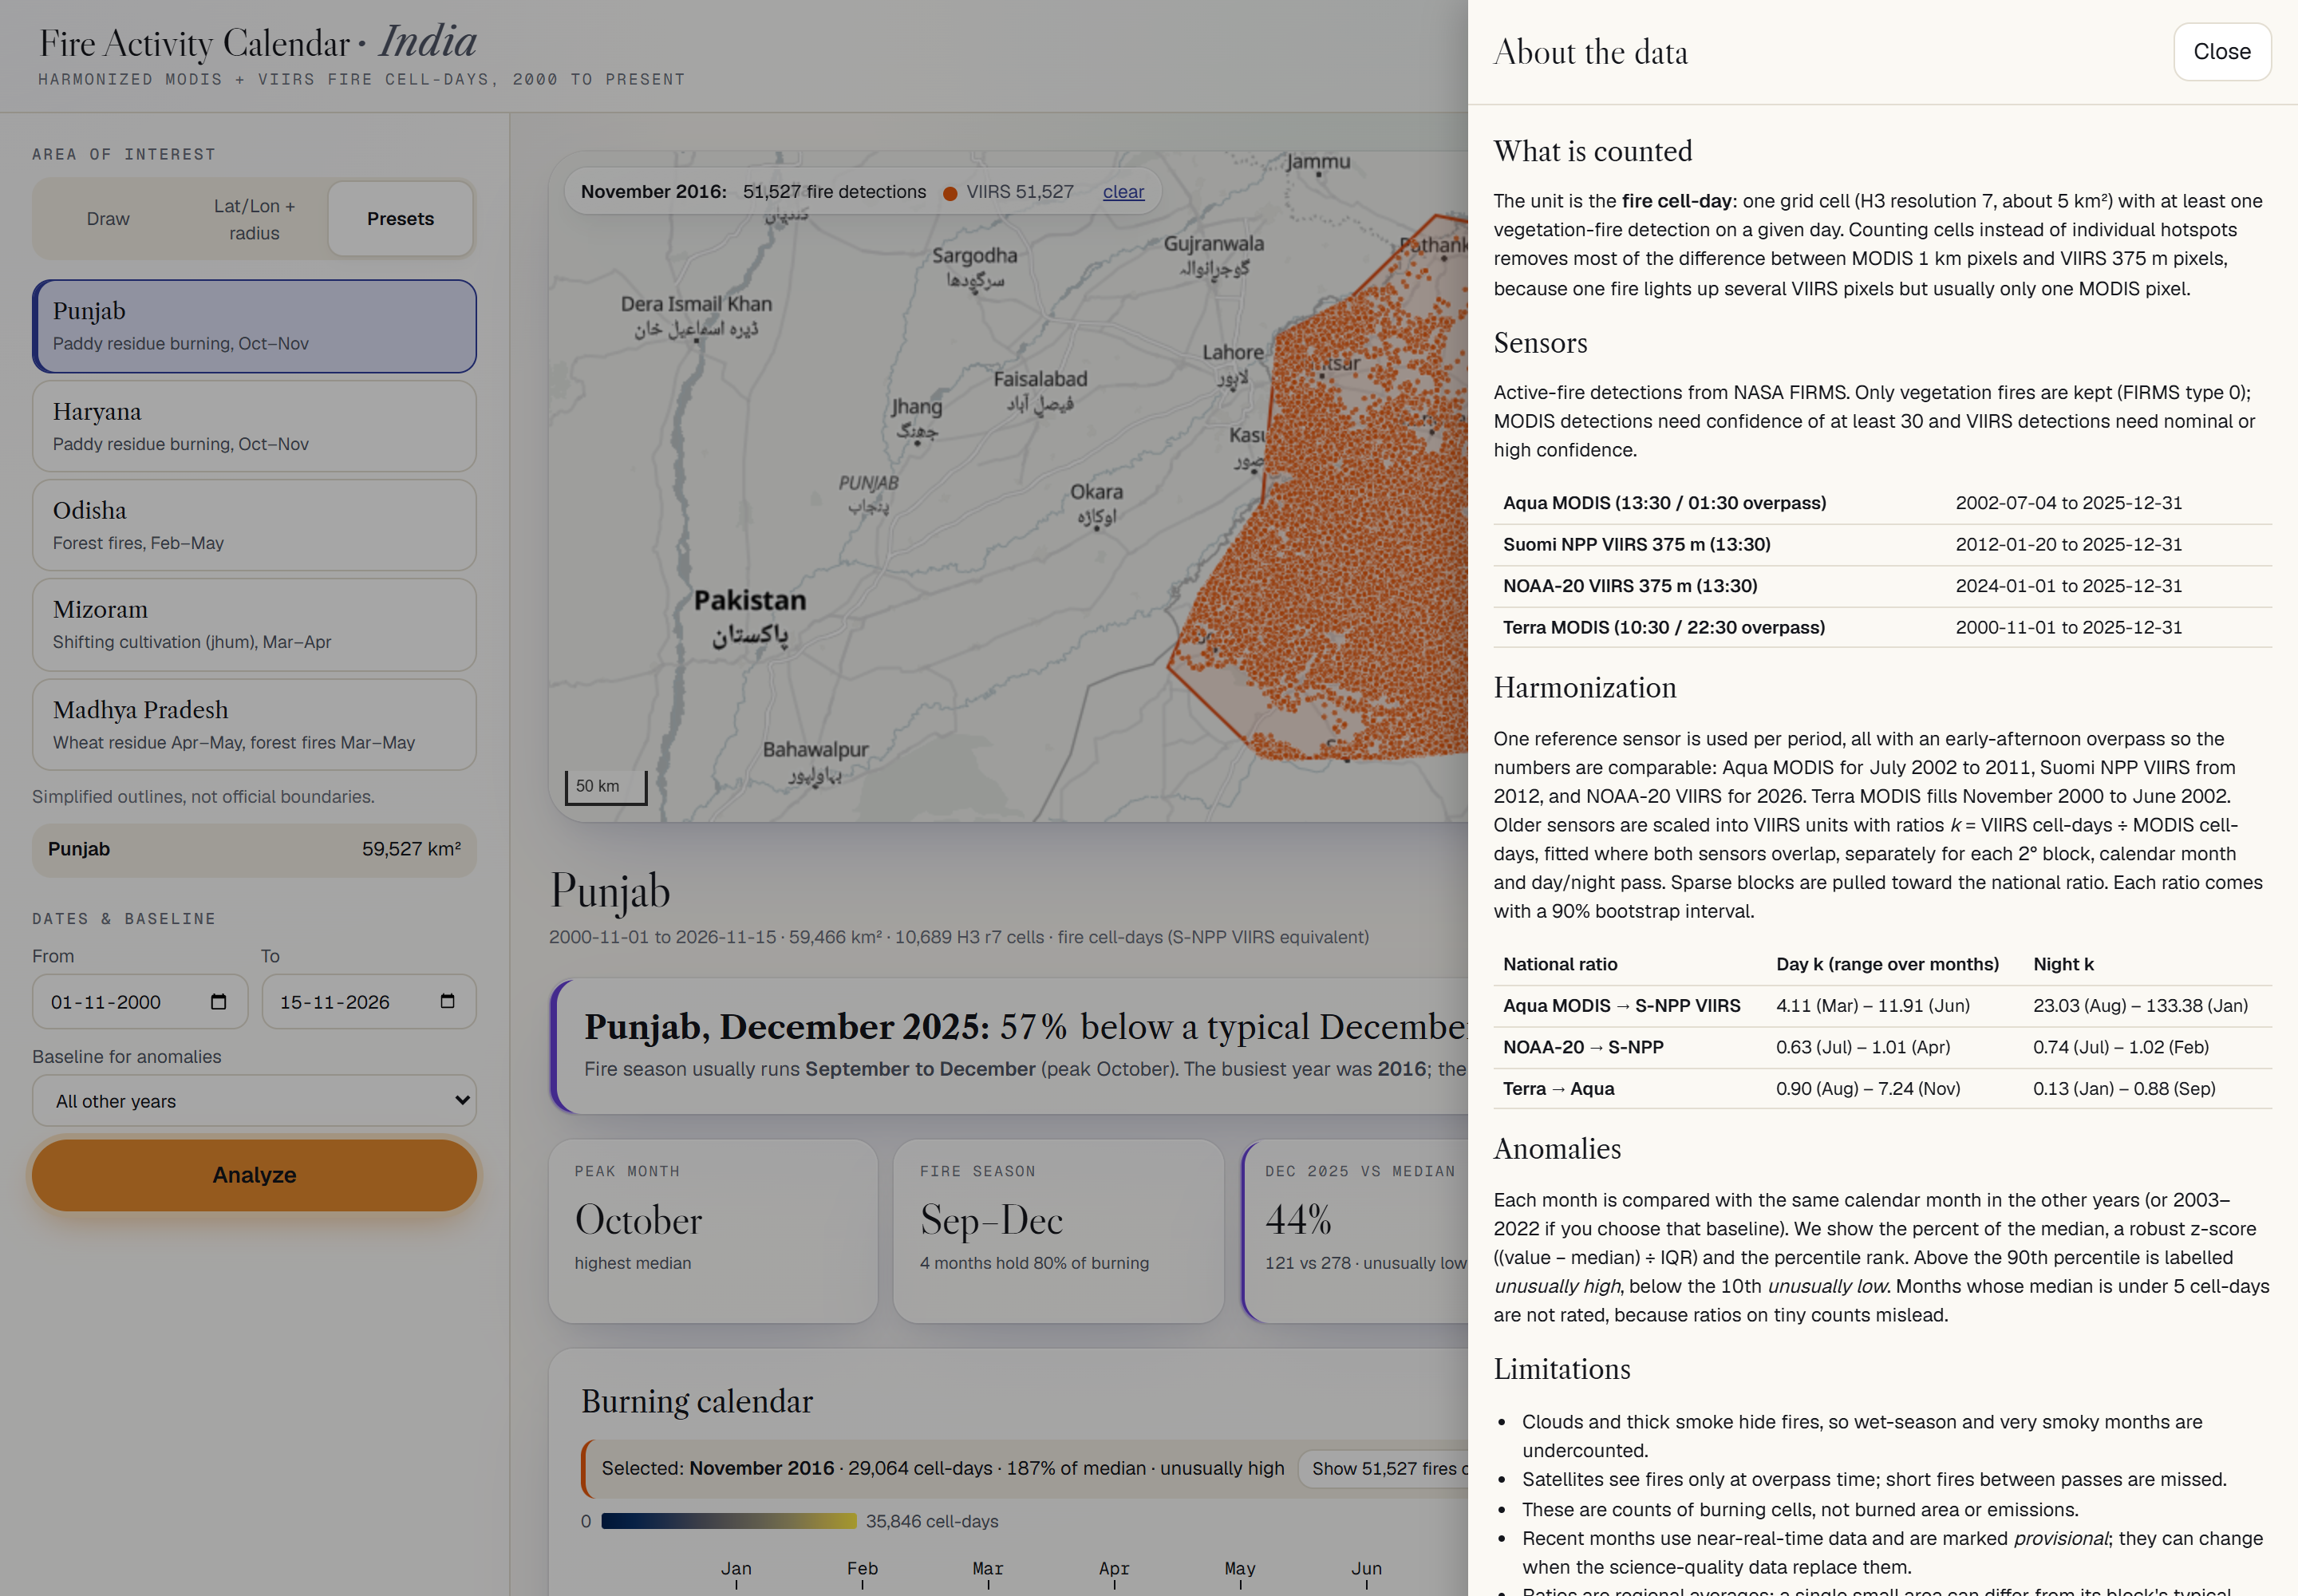 Fire Activity Calendar · India
HARMONIZED MODIS + VIIRS FIRE CELL-DAYS, 2000 TO PRESENT
AREA OF INTEREST
Draw
Lat/Lon +
radius
Presets
Punjab
Paddy residue burning, Oct–Nov
Haryana
Paddy residue burning, Oct–Nov
Odisha
Forest fires, Feb–May
Mizoram
Shifting cultivation (jhum), Mar–Apr
Madhya Pradesh
Wheat residue Apr–May, forest fires Mar–May
Simplified outlines, not official boundaries.
Punjab 59,527 km²
DATES & BASELINE
From To
01-11-2000 15-11-2026
Baseline for anomalies
All other years
Analyze
November 2016: 51,527 fire detections VIIRS 51,527 clear
Jammu
Sargodha
سرگودھا
Gujranwala
گوجرانوالہ
Pathank
Dera Ismail Khan
ڈیرہ اسماعیل خان
Lahore
لاہور
Faisalabad
فیصل آباد
Jhang
جھنگ
Kasu
صور
PUNJAB
پنجاب
Okara
اوکاڑہ
Pakistan
پاکستان
Bahawalpur
بہاولپور
50 km
Punjab
2000-11-01 to 2026-11-15 · 59,466 km² · 10,689 H3 r7 cells · fire cell-days (S-NPP VIIRS equivalent)
Punjab, December 2025: 57% below a typical Decembe
Fire season usually runs September to December (peak October). The busiest year was 2016; the
PEAK MONTH
October
highest median
FIRE SEASON
Sep–Dec
4 months hold 80% of burning
DEC 2025 VS MEDIAN
44%
121 vs 278 · unusually low
Burning calendar
Selected: November 2016 · 29,064 cell-days · 187% of median · unusually high
Show 51,527 fires
0 35,846 cell-days
Jan Feb Mar Apr May Jun
About the data
Close
What is counted
The unit is the fire cell-day: one grid cell (H3 resolution 7, about 5 km²) with at least one
vegetation-fire detection on a given day. Counting cells instead of individual hotspots
removes most of the difference between MODIS 1 km pixels and VIIRS 375 m pixels,
because one fire lights up several VIIRS pixels but usually only one MODIS pixel.
Sensors
Active-fire detections from NASA FIRMS. Only vegetation fires are kept (FIRMS type 0);
MODIS detections need confidence of at least 30 and VIIRS detections need nominal or
high confidence.
Aqua MODIS (13:30 / 01:30 overpass) 2002-07-04 to 2025-12-31
Suomi NPP VIIRS 375 m (13:30) 2012-01-20 to 2025-12-31
NOAA-20 VIIRS 375 m (13:30) 2024-01-01 to 2025-12-31
Terra MODIS (10:30 / 22:30 overpass) 2000-11-01 to 2025-12-31
Harmonization
One reference sensor is used per period, all with an early-afternoon overpass so the
numbers are comparable: Aqua MODIS for July 2002 to 2011, Suomi NPP VIIRS from
2012, and NOAA-20 VIIRS for 2026. Terra MODIS fills November 2000 to June 2002.
Older sensors are scaled into VIIRS units with ratios k = VIIRS cell-days ÷ MODIS cell-
days, fitted where both sensors overlap, separately for each 2° block, calendar month
and day/night pass. Sparse blocks are pulled toward the national ratio. Each ratio comes
with a 90% bootstrap interval.
National ratio Day k (range over months) Night k
Aqua MODIS → S-NPP VIIRS 4.11 (Mar) – 11.91 (Jun) 23.03 (Aug) – 133.38 (Jan)
NOAA-20 → S-NPP 0.63 (Jul) – 1.01 (Apr) 0.74 (Jul) – 1.02 (Feb)
Terra → Aqua 0.90 (Aug) – 7.24 (Nov) 0.13 (Jan) – 0.88 (Sep)
Anomalies
Each month is compared with the same calendar month in the other years (or 2003–
2022 if you choose that baseline). We show the percent of the median, a robust z-score
((value – median) ÷ IQR) and the percentile rank. Above the 90th percentile is labelled
unusually high, below the 10th unusually low. Months whose median is under 5 cell-days
are not rated, because ratios on tiny counts mislead.
Limitations
• Clouds and thick smoke hide fires, so wet-season and very smoky months are
undercounted.
• Satellites see fires only at overpass time; short fires between passes are missed.
• These are counts of burning cells, not burned area or emissions.
• Recent months use near-real-time data and are marked provisional; they can change
when the science-quality data replace them.
• Ratios are regional averages; a single small area can differ from its block's typical